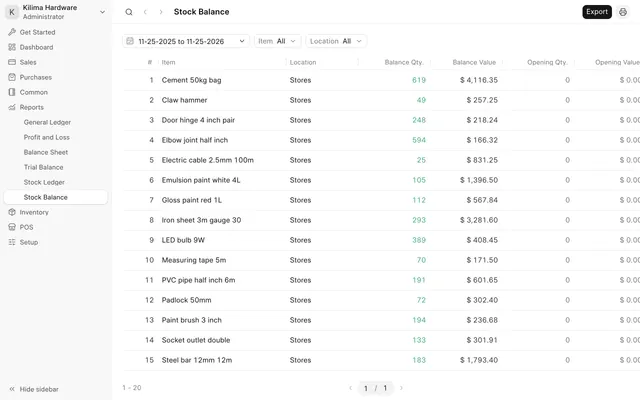 K Kilima Hardware
Administrator
Get Started
Dashboard
Sales
Purchases
Common
Reports
General Ledger
Profit and Loss
Balance Sheet
Trial Balance
Stock Ledger
Stock Balance
Inventory
POS
Setup
Hide sidebar
Stock Balance Export
11-25-2025 to 11-25-2026 Item All Location All
# Item Location Balance Qty. Balance Value Opening Qty. Opening Value
1 Cement 50kg bag Stores 619 $ 4,116.35 0 $ 0.00
2 Claw hammer Stores 49 $ 257.25 0 $ 0.00
3 Door hinge 4 inch pair Stores 248 $ 218.24 0 $ 0.00
4 Elbow joint half inch Stores 594 $ 166.32 0 $ 0.00
5 Electric cable 2.5mm 100m Stores 25 $ 831.25 0 $ 0.00
6 Emulsion paint white 4L Stores 105 $ 1,396.50 0 $ 0.00
7 Gloss paint red 1L Stores 112 $ 567.84 0 $ 0.00
8 Iron sheet 3m gauge 30 Stores 293 $ 3,281.60 0 $ 0.00
9 LED bulb 9W Stores 389 $ 408.45 0 $ 0.00
10 Measuring tape 5m Stores 70 $ 171.50 0 $ 0.00
11 PVC pipe half inch 6m Stores 191 $ 601.65 0 $ 0.00
12 Padlock 50mm Stores 72 $ 302.40 0 $ 0.00
13 Paint brush 3 inch Stores 194 $ 236.68 0 $ 0.00
14 Socket outlet double Stores 133 $ 301.91 0 $ 0.00
15 Steel bar 12mm 12m Stores 183 $ 1,793.40 0 $ 0.00
1 - 20 1 / 1